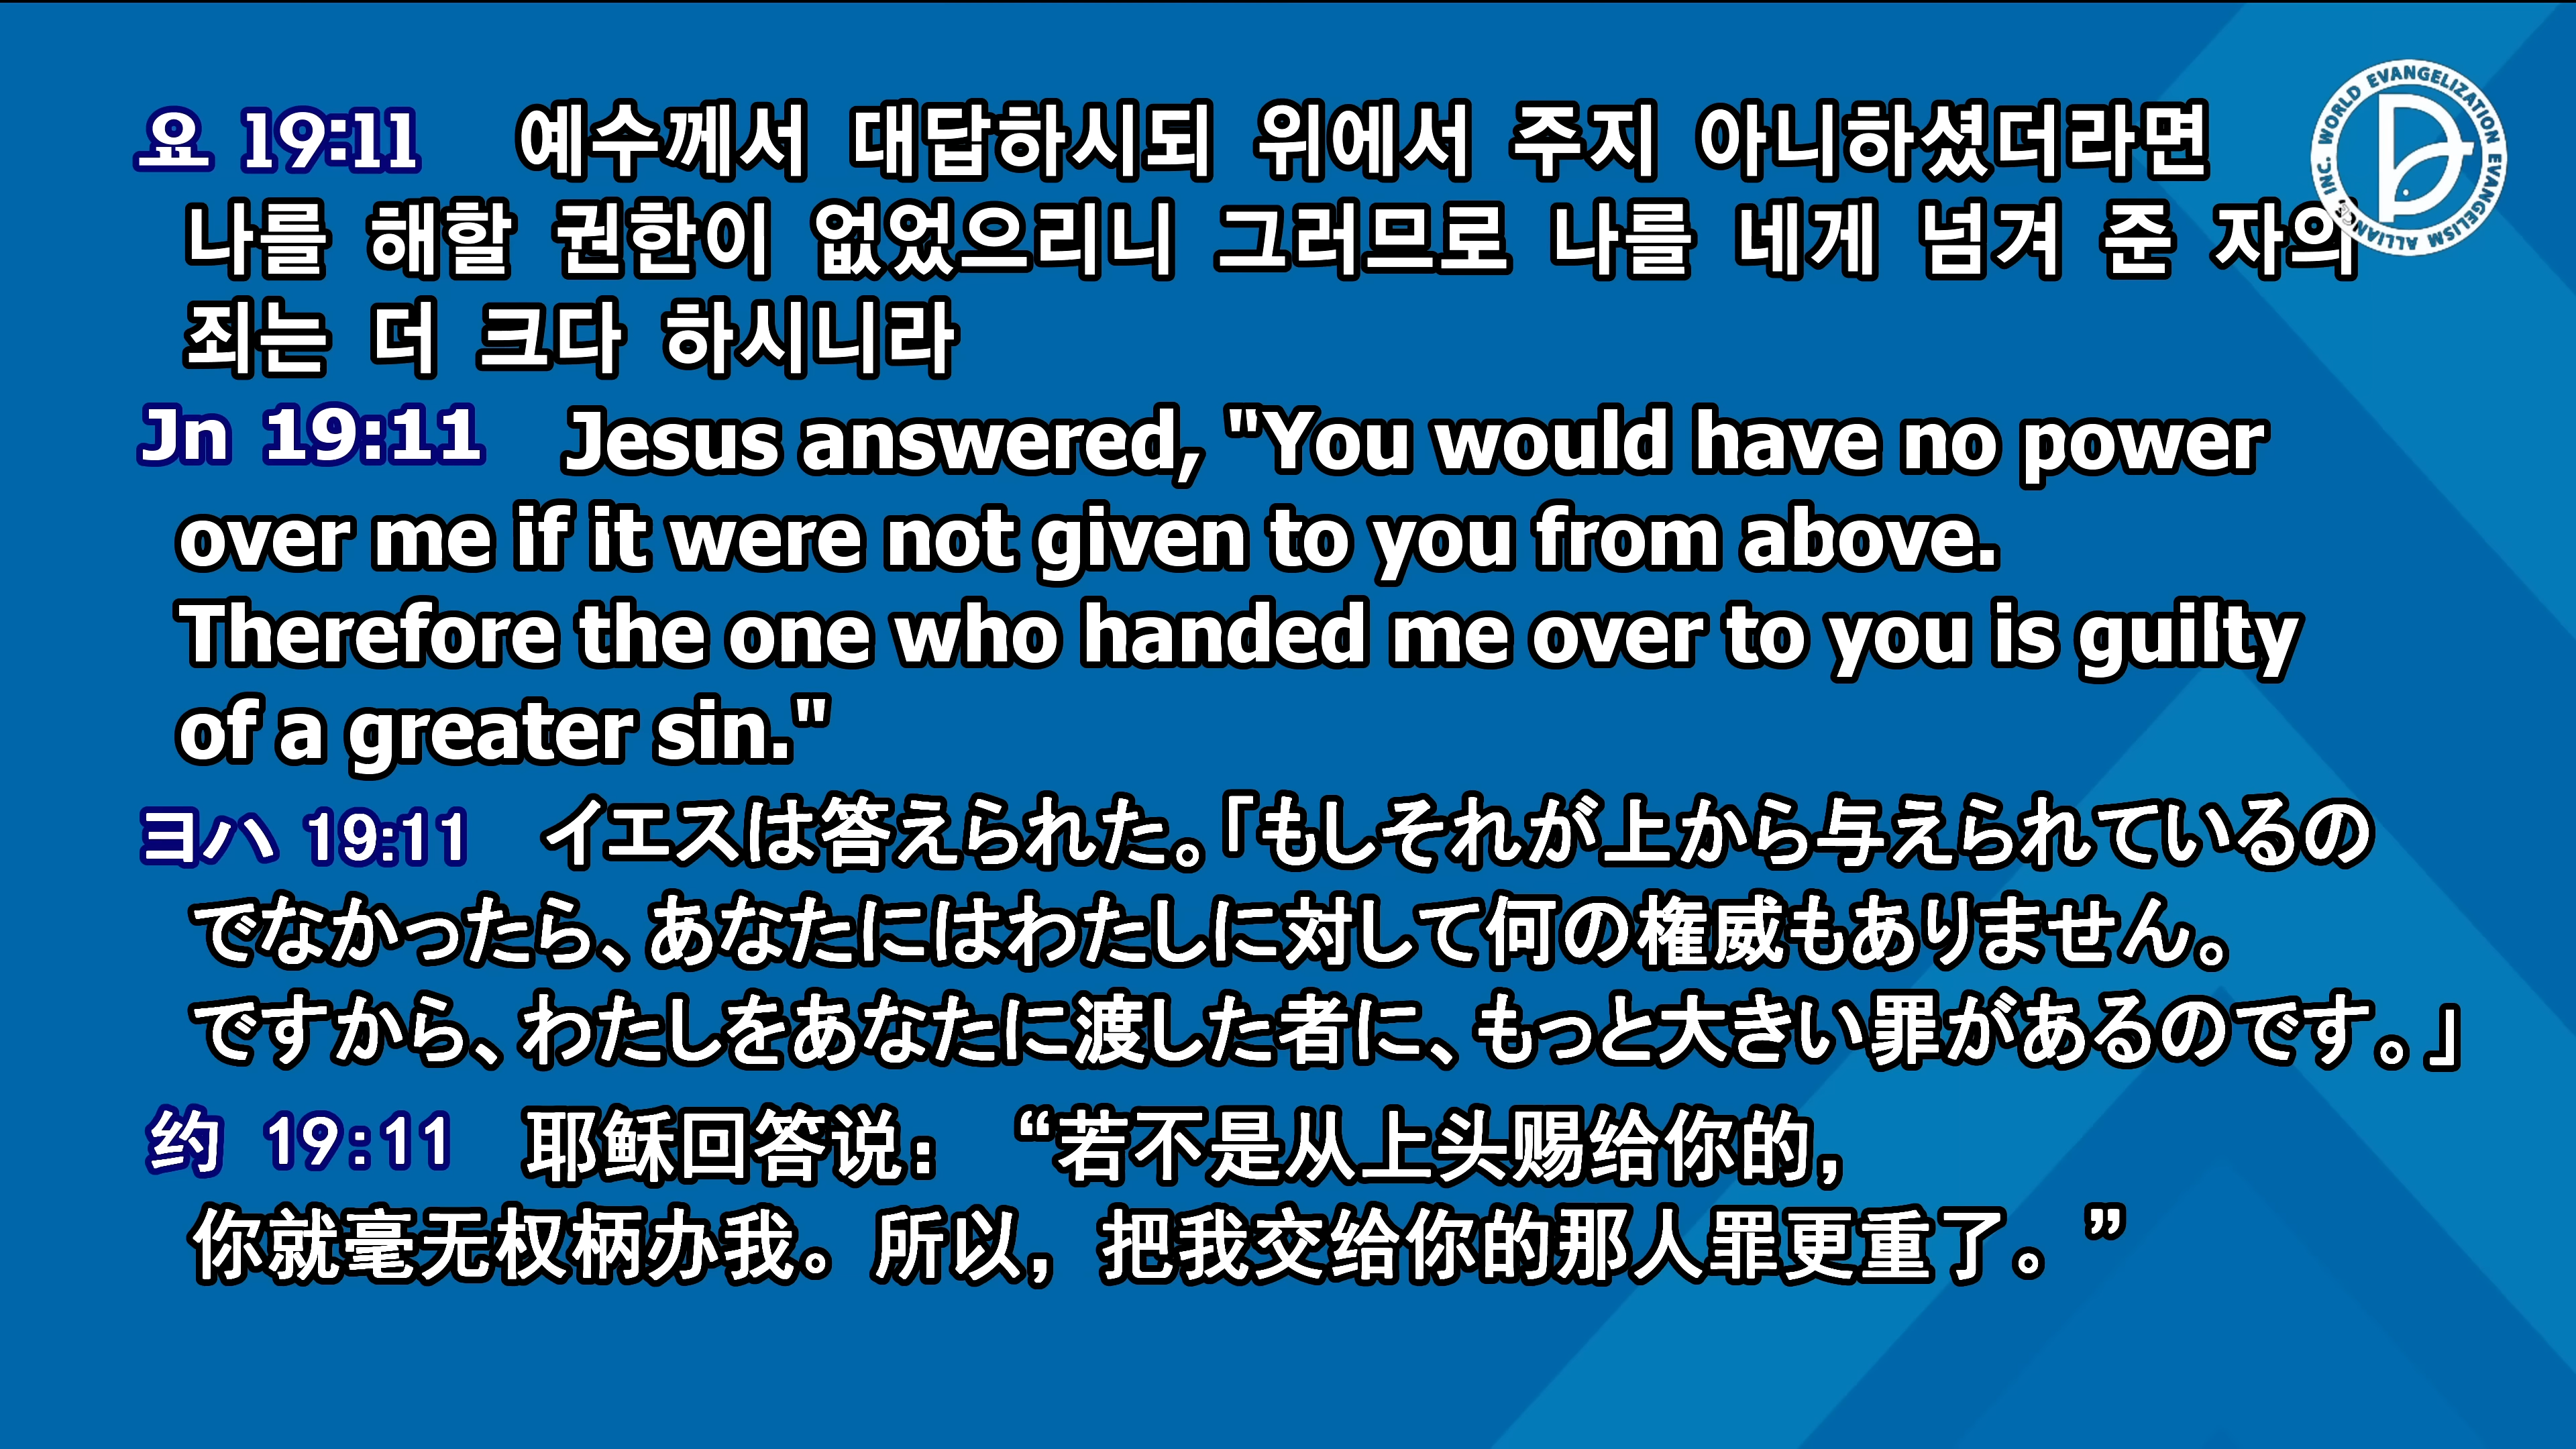 요 19:11 예수께서 대답하시되 위에서 주지 아니하셨더라면
나를 해할 권한이 없었으리니 그러므로 나를 네게 넘겨 준 자의
죄는 더 크다 하시니라
Jn 19:11 Jesus answered, "You would have no power
over me if it were not given to you from above.
Therefore the one who handed me over to you is guilty
of a greater sin."
ヨハ 19:11 イエスは答えられた。「もしそれが上から与えられているの
でなかったら、あなたにはわたしに対して何の権威もありません。
ですから、わたしをあなたに渡した者に、もっと大きい罪があるのです。」
约 19:11 耶稣回答说：“若不是从上头赐给你的，
你就毫无权柄办我。所以，把我交给你的那人罪更重了。”
WORLD EVANGELIZATION EVANGELISM ALLIANCE, INC.